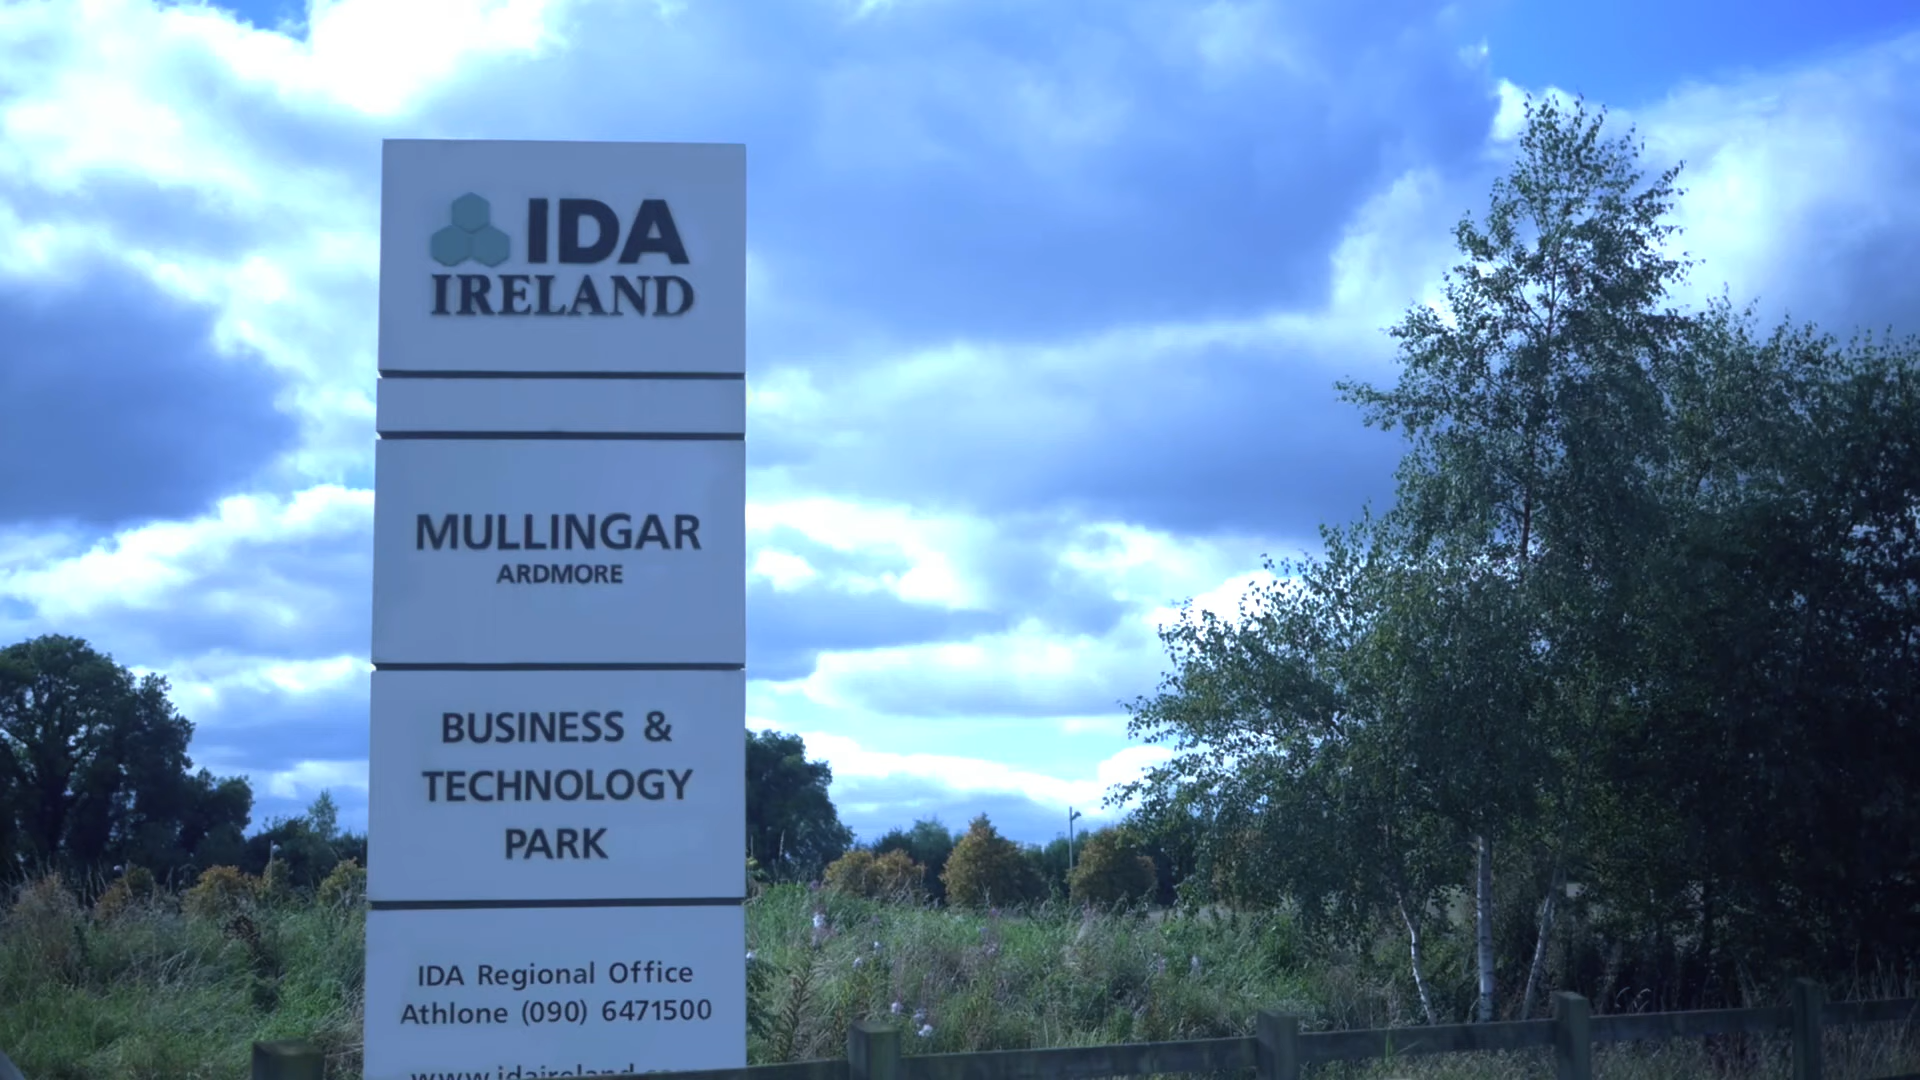 IDA
IRELAND
MULLINGAR
ARDMORE
BUSINESS &
TECHNOLOGY
PARK
IDA Regional Office
Athlone (090) 6471500